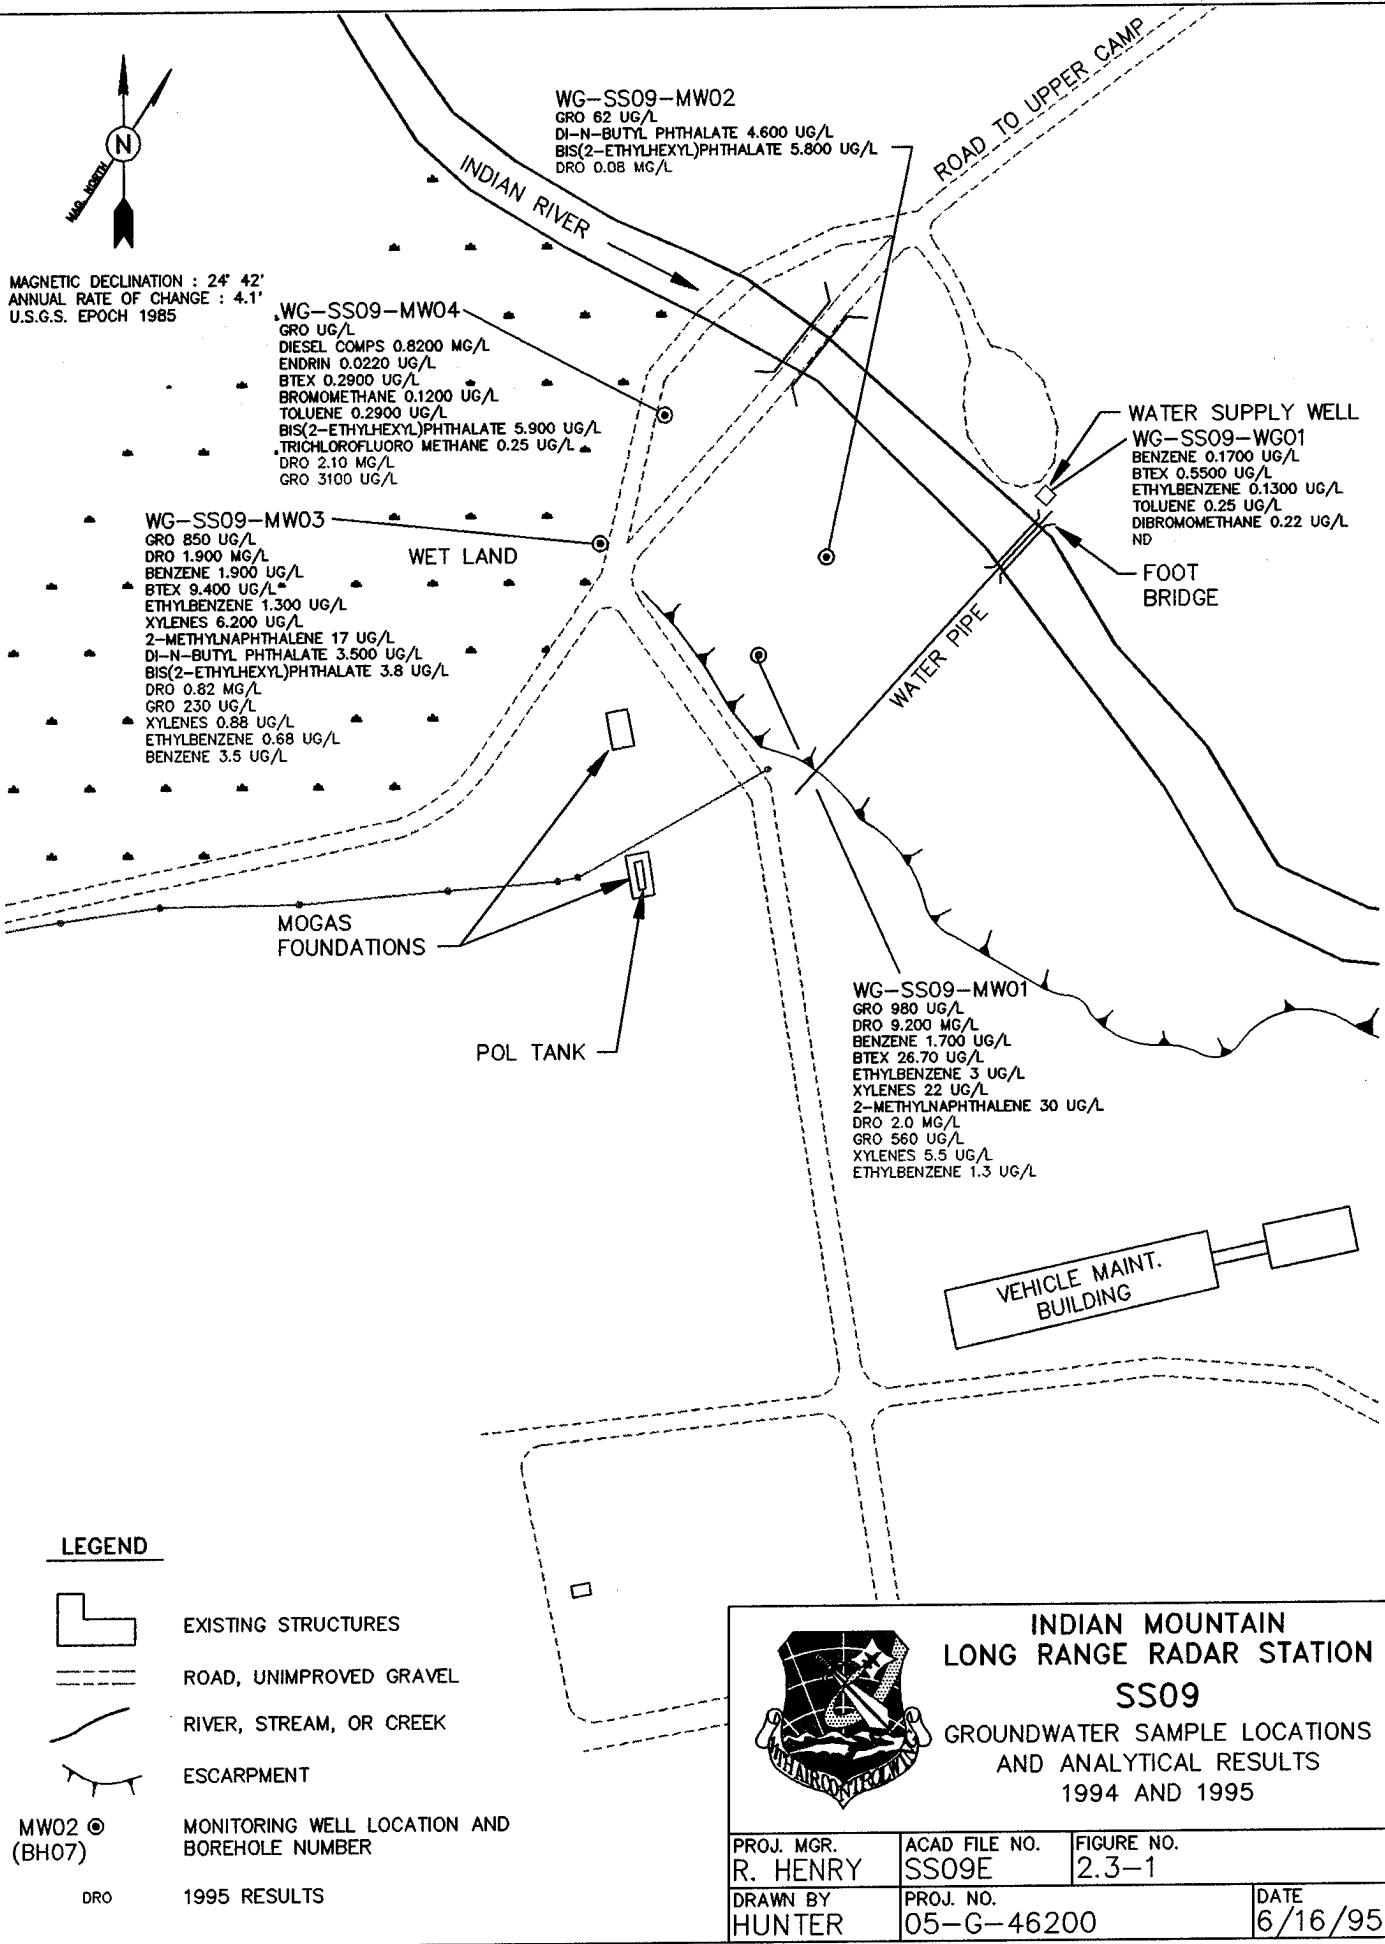 N
MAG. NORTH
MAGNETIC DECLINATION : 24° 42'
ANNUAL RATE OF CHANGE : 4.1'
U.S.G.S. EPOCH 1985
INDIAN RIVER
ROAD TO UPPER CAMP
WG-SS09-MW02
GRO 62 UG/L
DI-N-BUTYL PHTHALATE 4.600 UG/L
BIS(2-ETHYLHEXYL)PHTHALATE 5.800 UG/L
DRO 0.08 MG/L
WG-SS09-MW04
GRO UG/L
DIESEL COMPS 0.8200 MG/L
ENDRIN 0.0220 UG/L
BTEX 0.2900 UG/L
BROMOMETHANE 0.1200 UG/L
TOLUENE 0.2900 UG/L
BIS(2-ETHYLHEXYL)PHTHALATE 5.900 UG/L
TRICHLOROFLUORO METHANE 0.25 UG/L
DRO 2.10 MG/L
GRO 3100 UG/L
WATER SUPPLY WELL
WG-SS09-WG01
BENZENE 0.1700 UG/L
BTEX 0.5500 UG/L
ETHYLBENZENE 0.1300 UG/L
TOLUENE 0.25 UG/L
DIBROMOMETHANE 0.22 UG/L
ND
FOOT
BRIDGE
WG-SS09-MW03
GRO 850 UG/L
DRO 1.900 MG/L
BENZENE 1.900 UG/L
BTEX 9.400 UG/L
ETHYLBENZENE 1.300 UG/L
XYLENES 6.200 UG/L
2-METHYLNAPHTHALENE 17 UG/L
DI-N-BUTYL PHTHALATE 3.500 UG/L
BIS(2-ETHYLHEXYL)PHTHALATE 3.8 UG/L
DRO 0.82 MG/L
GRO 230 UG/L
XYLENES 0.88 UG/L
ETHYLBENZENE 0.68 UG/L
BENZENE 3.5 UG/L
WET LAND
WATER PIPE
MOGAS
FOUNDATIONS
POL TANK
WG-SS09-MW01
GRO 980 UG/L
DRO 9.200 MG/L
BENZENE 1.700 UG/L
BTEX 26.70 UG/L
ETHYLBENZENE 3 UG/L
XYLENES 22 UG/L
2-METHYLNAPHTHALENE 30 UG/L
DRO 2.0 MG/L
GRO 560 UG/L
XYLENES 5.5 UG/L
ETHYLBENZENE 1.3 UG/L
VEHICLE MAINT.
BUILDING
LEGEND
EXISTING STRUCTURES
ROAD, UNIMPROVED GRAVEL
RIVER, STREAM, OR CREEK
ESCARPMENT
MW02
(BH07)
MONITORING WELL LOCATION AND
BOREHOLE NUMBER
DRO
1995 RESULTS
INDIAN MOUNTAIN
LONG RANGE RADAR STATION
SS09
GROUNDWATER SAMPLE LOCATIONS
AND ANALYTICAL RESULTS
1994 AND 1995
AIR CONTROL WING
PROJ. MGR.
R. HENRY
ACAD FILE NO.
SS09E
FIGURE NO.
2.3-1
DRAWN BY
HUNTER
PROJ. NO.
05-G-46200
DATE
6/16/95